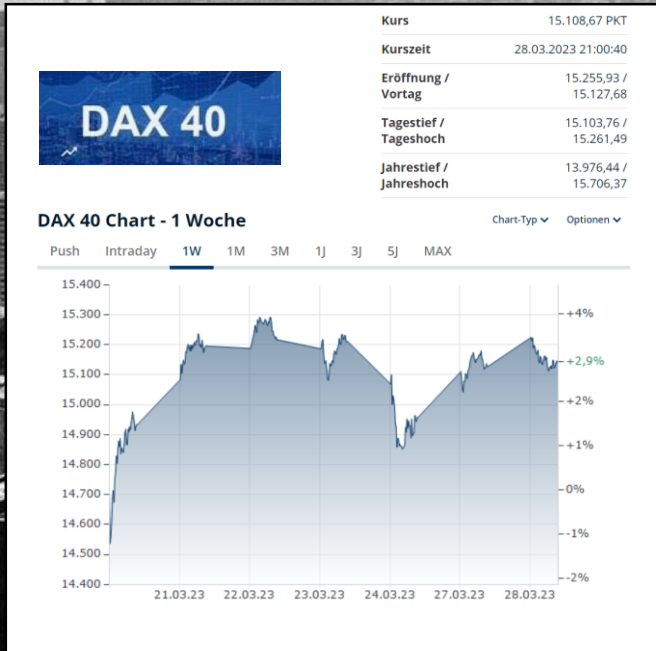 Kurs 15.108,67 PKT
Kurszeit 28.03.2023 21:00:40
Eröffnung / 15.255,93 /
Vortag 15.127,68
Tagestief / 15.103,76 /
Tageshoch 15.261,49
Jahrestief / 13.976,44 /
Jahreshoch 15.706,37
DAX 40
DAX 40 Chart - 1 Woche
Chart-Typ Optionen
Push Intraday 1W 1M 3M 1J 3J 5J MAX
15.400
15.300
15.200
15.100
15.000
14.900
14.800
14.700
14.600
14.500
14.400
+4%
+2,9%
+2%
+1%
0%
-1%
-2%
21.03.23 22.03.23 23.03.23 24.03.23 27.03.23 28.03.23